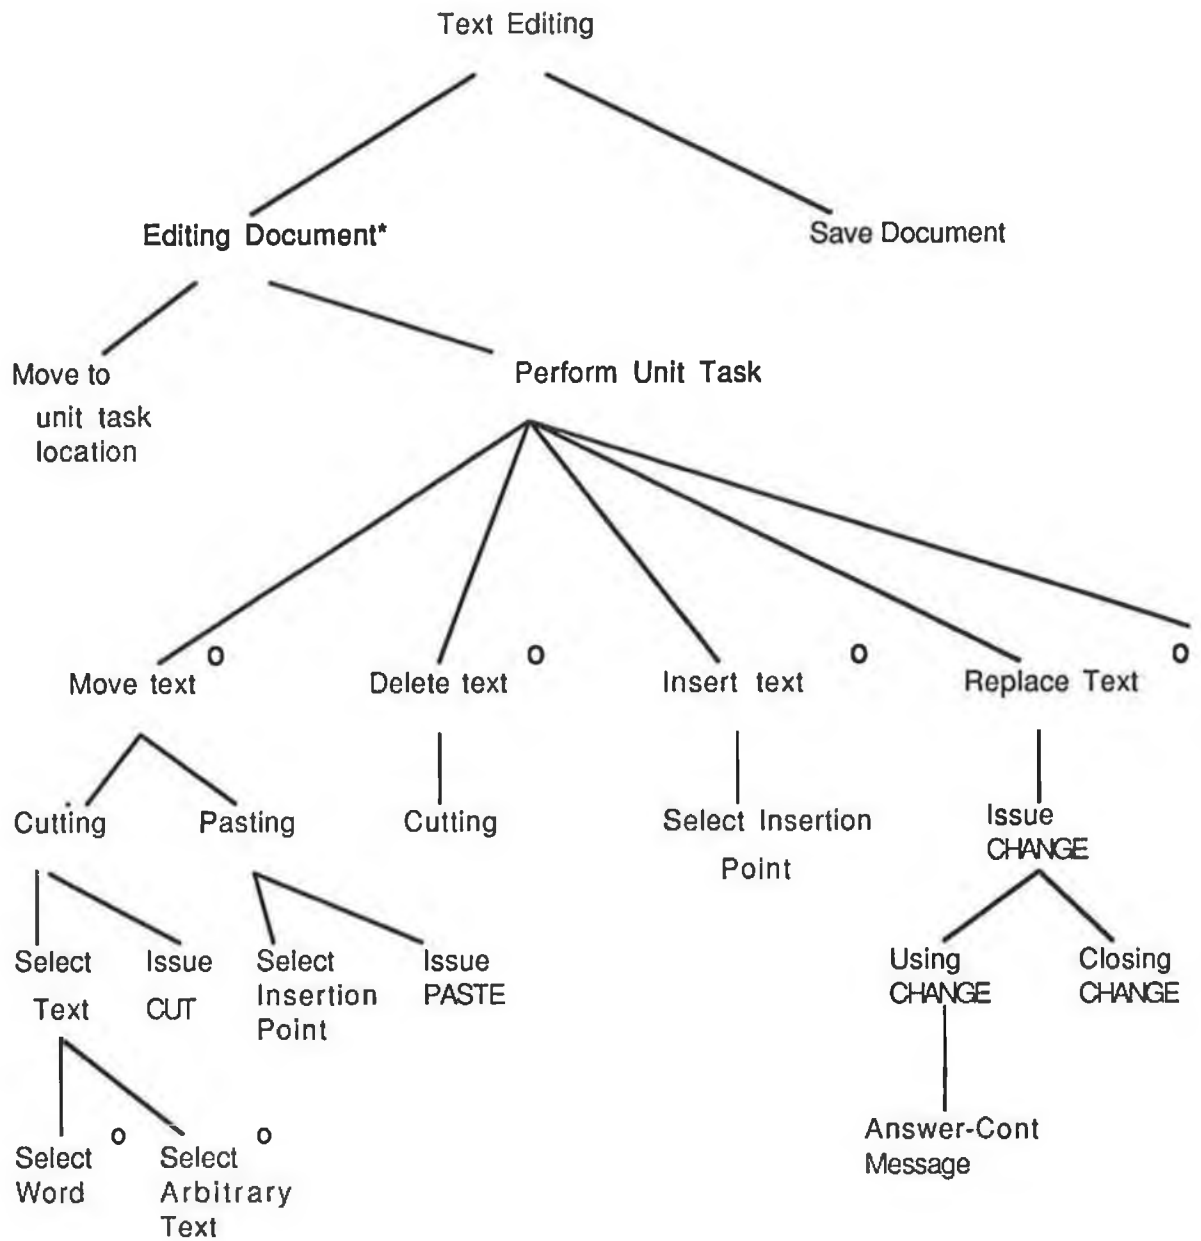 Text Editing
Editing Document*
Save Document
Move to
unit task
location
Perform Unit Task
o
o
o
o
Move text
Delete text
Insert text
Replace Text
Cutting
Pasting
Cutting
Select Insertion
Point
Issue
CHANGE
Select
Text
Issue
CUT
Select
Insertion
Point
Issue
PASTE
Using
CHANGE
Closing
CHANGE
o
o
Select
Word
Select
Arbitrary
Text
Answer-Cont
Message